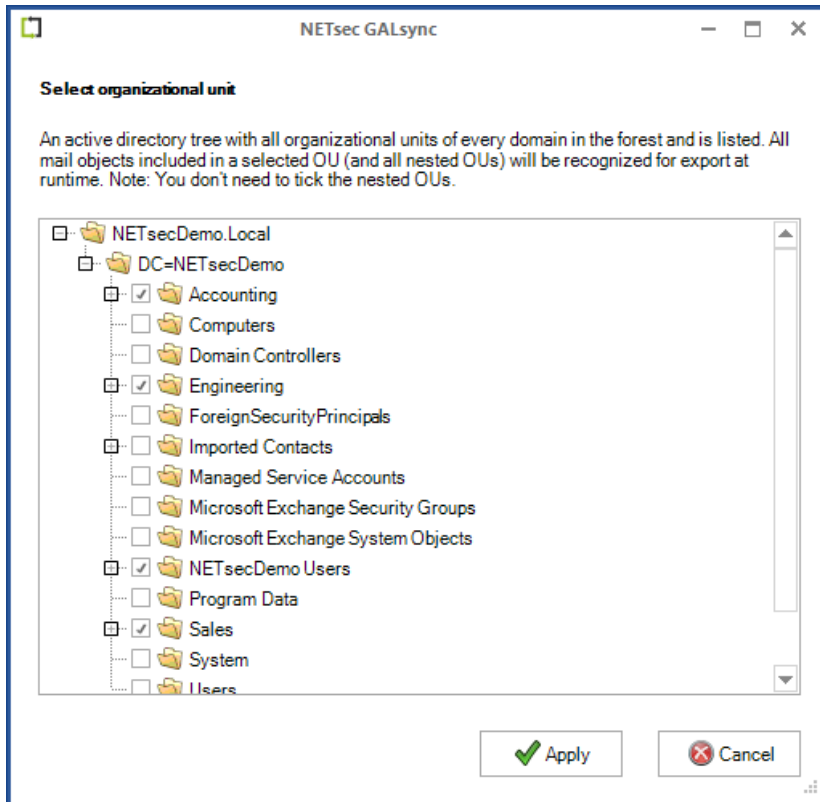 NETsec GALsync
Select organizational unit
An active directory tree with all organizational units of every domain in the forest and is listed. All
mail objects included in a selected OU (and all nested OUs) will be recognized for export at
runtime. Note: You don't need to tick the nested OUs.
NETsecDemo.Local
DC=NETsecDemo
Accounting
Computers
Domain Controllers
Engineering
ForeignSecurityPrincipals
Imported Contacts
Managed Service Accounts
Microsoft Exchange Security Groups
Microsoft Exchange System Objects
NETsecDemo Users
Program Data
Sales
System
Users
Apply
Cancel